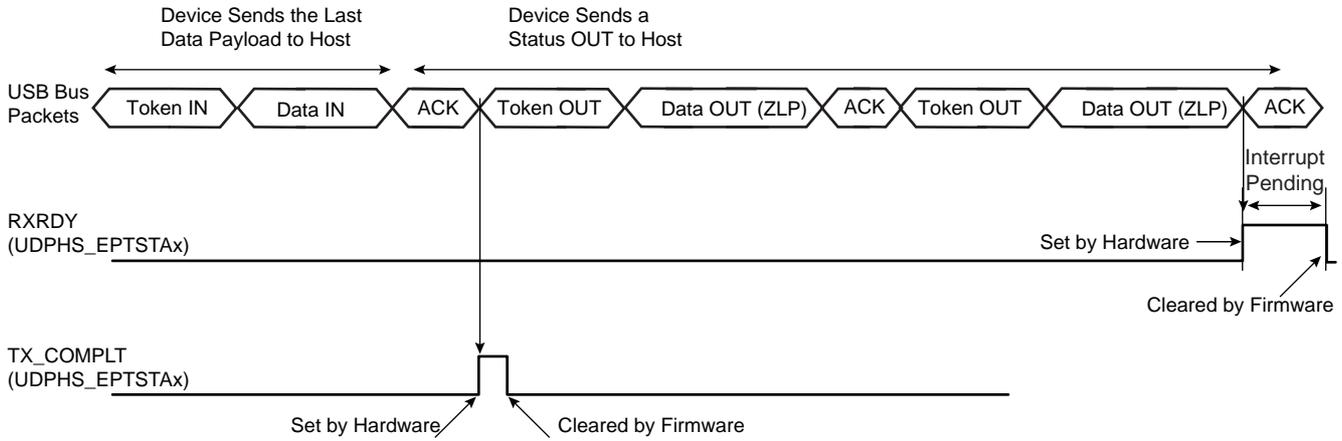 Device Sends the Last
Data Payload to Host
Device Sends a
Status OUT to Host
USB Bus
Packets
Token IN
Data IN
ACK
Token OUT
Data OUT (ZLP)
ACK
Token OUT
Data OUT (ZLP)
ACK
Interrupt
Pending
RXRDY
(UDPHS_EPTSTAx)
Set by Hardware
Cleared by Firmware
TX_COMPLT
(UDPHS_EPTSTAx)
Set by Hardware
Cleared by Firmware